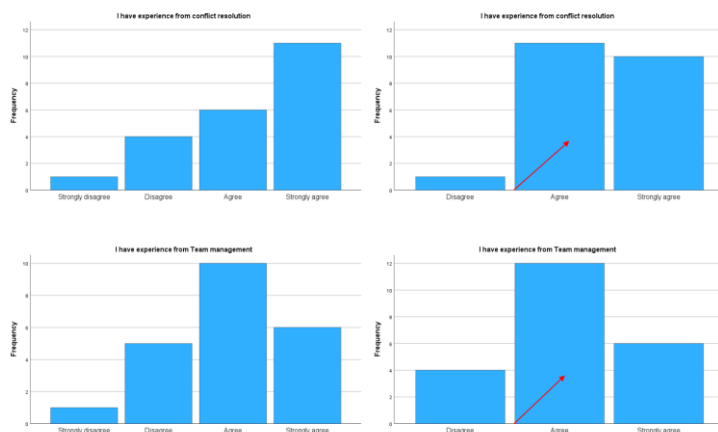 I have experience from conflict resolution
12
10
8
6
4
2
0
Frequency
Strongly disagree Disagree Agree Strongly agree
I have experience from conflict resolution
12
10
8
6
4
2
0
Frequency
Disagree Agree Strongly agree
I have experience from Team management
10
8
6
4
2
0
Frequency
Strongly disagree Disagree Agree Strongly agree
I have experience from Team management
12
10
8
6
4
2
0
Frequency
Disagree Agree Strongly agree